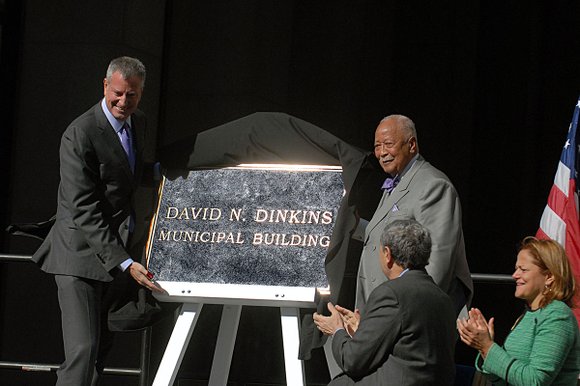 DAVID N. DINKINS
MUNICIPAL BUILDING